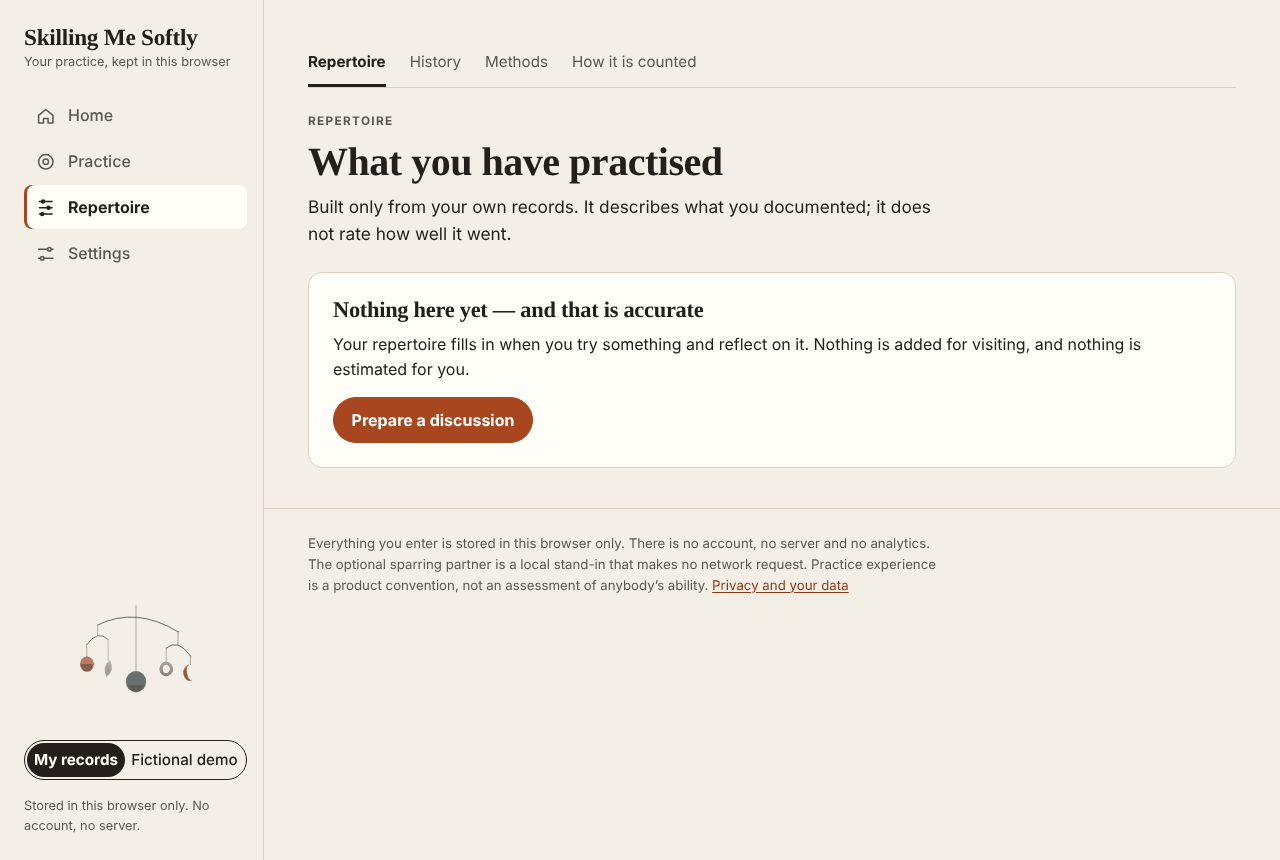 Skilling Me Softly
Your practice, kept in this browser
Home
Practice
Repertoire
Settings
My records
Fictional demo
Stored in this browser only. No
account, no server.
Repertoire
History
Methods
How it is counted
REPERTOIRE
What you have practised
Built only from your own records. It describes what you documented; it does
not rate how well it went.
Nothing here yet — and that is accurate
Your repertoire fills in when you try something and reflect on it. Nothing is added for visiting, and nothing is
estimated for you.
Prepare a discussion
Everything you enter is stored in this browser only. There is no account, no server and no analytics.
The optional sparring partner is a local stand-in that makes no network request. Practice experience
is a product convention, not an assessment of anybody’s ability. Privacy and your data